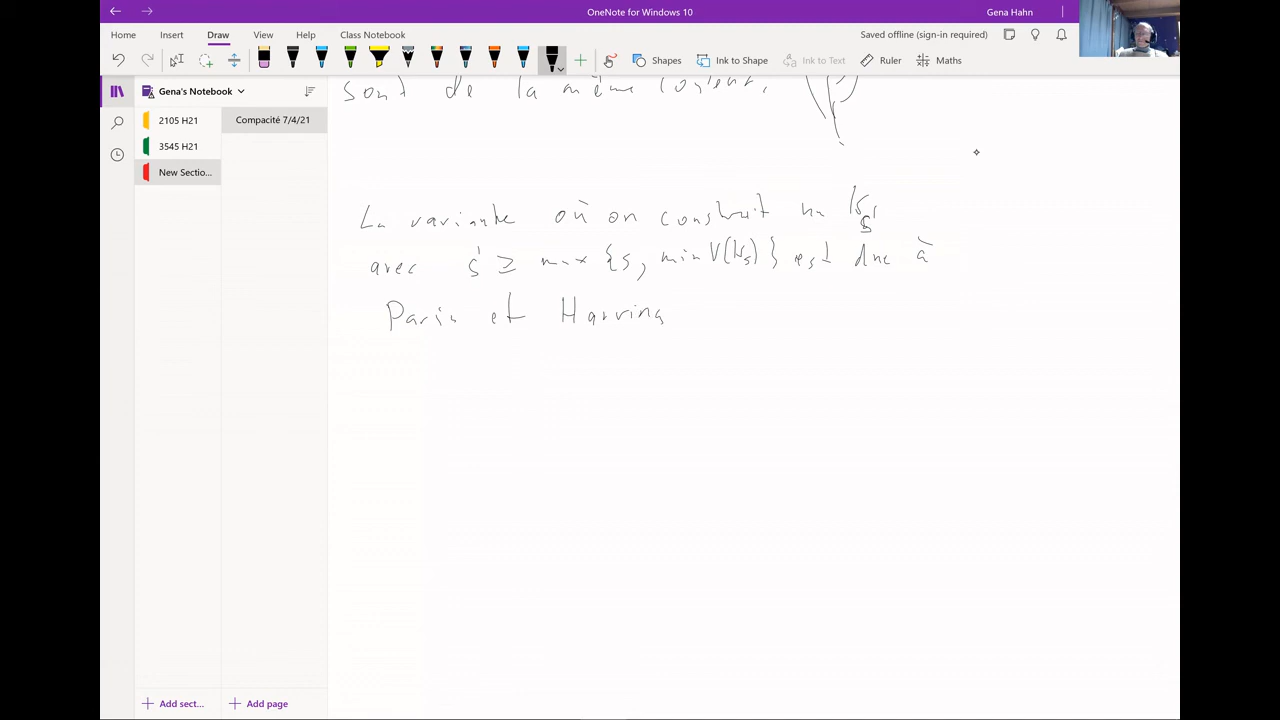 OneNote for Windows 10
Gena Hahn
Home Insert Draw View Help Class Notebook
Saved offline (sign-in required)
Shapes Ink to Shape Ink to Text Ruler Maths
Gena's Notebook
2105 H21
3545 H21
New Sectio...
Compacité 7/4/21
sont de la même couleur.
La variante où on construit un K_s'
avec s' ≥ max {s, min V(K_s)} est due à
Paris et Harring
Add sect...
Add page